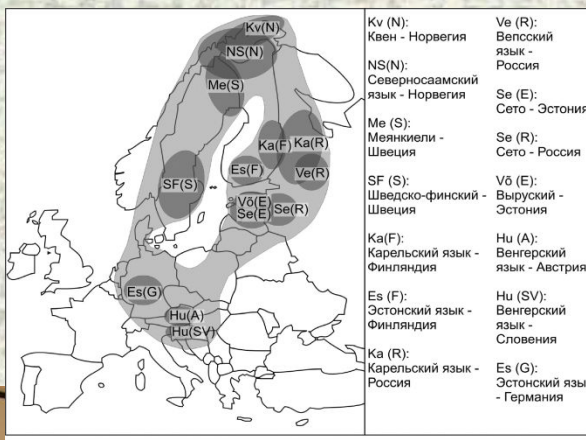 Kv(N)
NS(N)
Me(S)
Ka(F)
Ka(R)
Es(F)
Ve(R)
SF(S)
Võ(E)
Se(E)
Se(R)
Es(G)
Hu(A)
Hu(SV)
Kv (N):
Квен - Норвегия
NS(N):
Северносаамский
язык - Норвегия
Me (S):
Меянкиели -
Швеция
SF (S):
Шведско-финский -
Швеция
Ka(F):
Карельский язык -
Финляндия
Es (F):
Эстонский язык -
Финляндия
Ka (R):
Карельский язык -
Россия
Ve (R):
Вепсский
язык -
Россия
Se (E):
Сето - Эстония
Se (R):
Сето - Россия
Võ (E):
Выруский -
Эстония
Hu (A):
Венгерский
язык - Австрия
Hu (SV):
Венгерский
язык -
Словения
Es (G):
Эстонский язык
- Германия